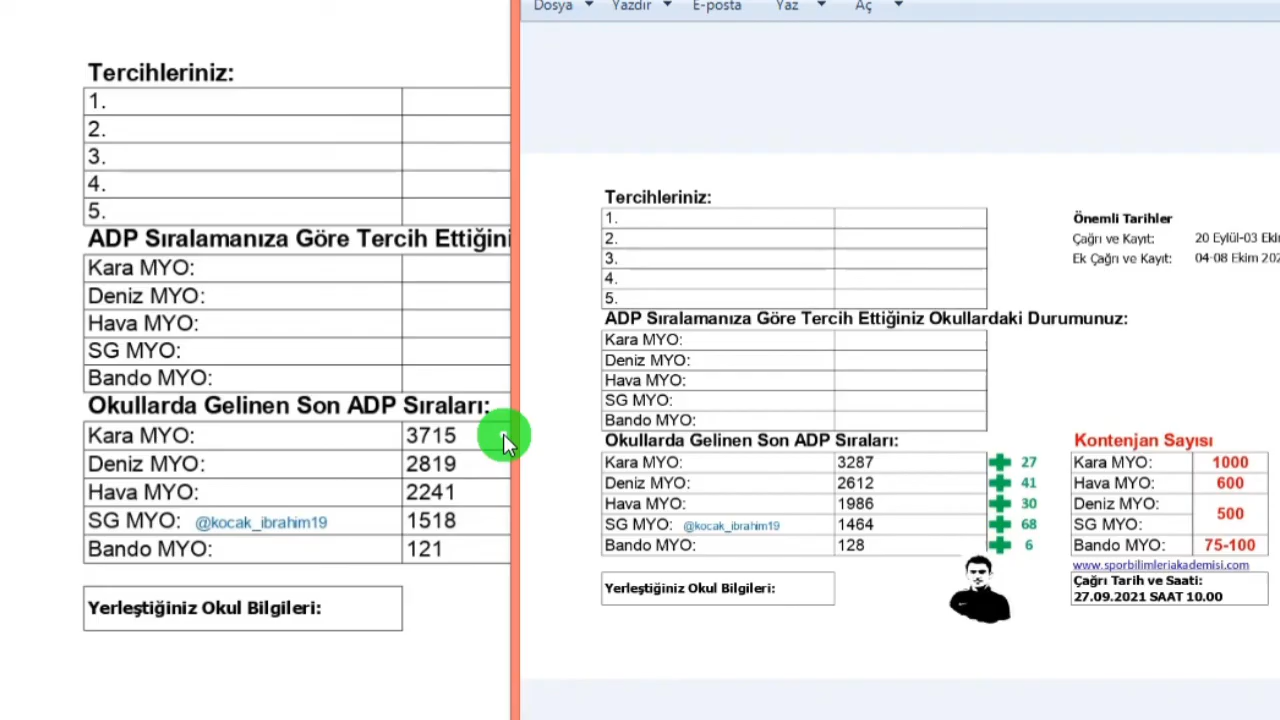 Dosya Yazdır E-posta Yaz Aç
Tercihleriniz:
1.
2.
3.
4.
5.
ADP Sıralamanıza Göre Tercih Ettiğini
Kara MYO:
Deniz MYO:
Hava MYO:
SG MYO:
Bando MYO:
Okullarda Gelinen Son ADP Sıraları:
Kara MYO: 3715
Deniz MYO: 2819
Hava MYO: 2241
SG MYO: @kocak_ibrahim19 1518
Bando MYO: 121
Yerleştiğiniz Okul Bilgileri:
Tercihleriniz:
1.
2.
3.
4.
5.
ADP Sıralamanıza Göre Tercih Ettiğiniz Okullardaki Durumunuz:
Kara MYO:
Deniz MYO:
Hava MYO:
SG MYO:
Bando MYO:
Okullarda Gelinen Son ADP Sıraları:
Kara MYO: 3287 27
Deniz MYO: 2612 41
Hava MYO: 1986 30
SG MYO: @kocak_ibrahim19 1464 68
Bando MYO: 128 6
Yerleştiğiniz Okul Bilgileri:
Önemli Tarihler
Çağrı ve Kayıt: 20 Eylül-03 Eki
Ek Çağrı ve Kayıt: 04-08 Ekim 202
Kontenjan Sayısı
Kara MYO: 1000
Hava MYO: 600
Deniz MYO:
500
SG MYO:
Bando MYO: 75-100
www.sporbilimleriakademisi.com
Çağrı Tarih ve Saati:
27.09.2021 SAAT 10.00